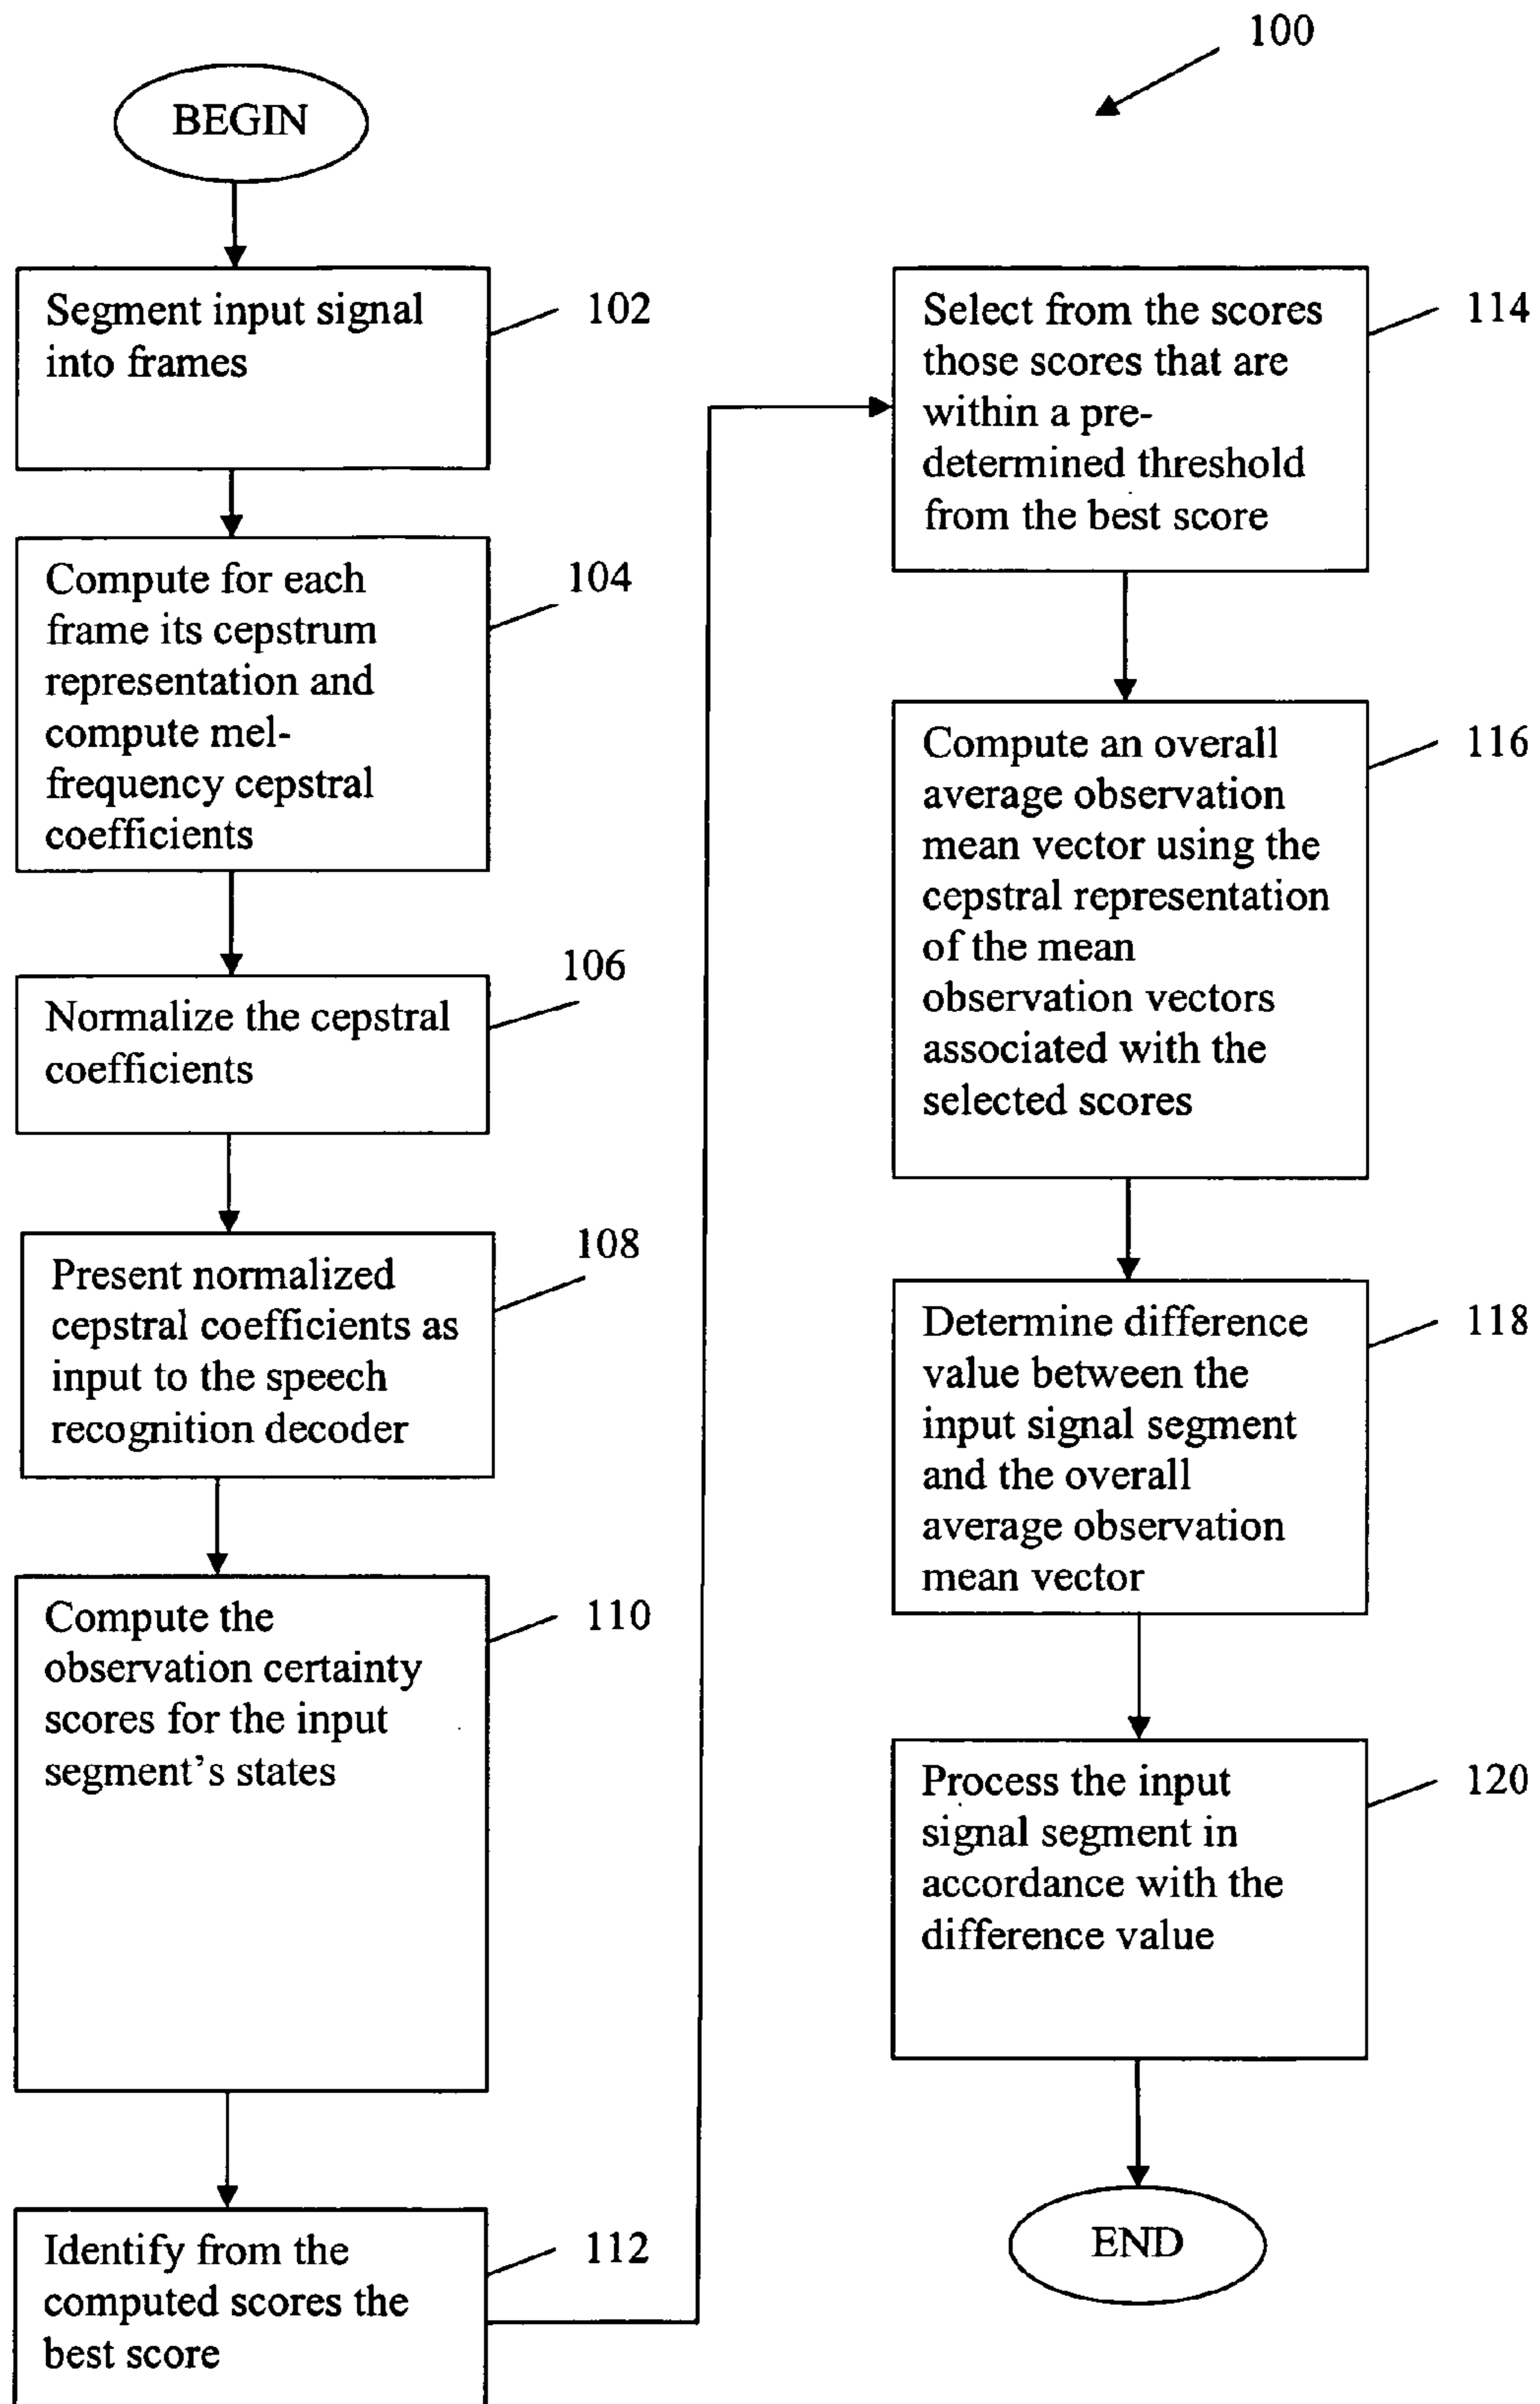 100
BEGIN
Segment input signal
into frames
102
Compute for each
frame its cepstrum
representation and
compute mel-
frequency cepstral
coefficients
104
Normalize the cepstral
coefficients
106
Present normalized
cepstral coefficients as
input to the speech
recognition decoder
108
Compute the
observation certainty
scores for the input
segment's states
110
Identify from the
computed scores the
best score
112
Select from the scores
those scores that are
within a pre-
determined threshold
from the best score
114
Compute an overall
average observation
mean vector using the
cepstral representation
of the mean
observation vectors
associated with the
selected scores
116
Determine difference
value between the
input signal segment
and the overall
average observation
mean vector
118
Process the input
signal segment in
accordance with the
difference value
120
END